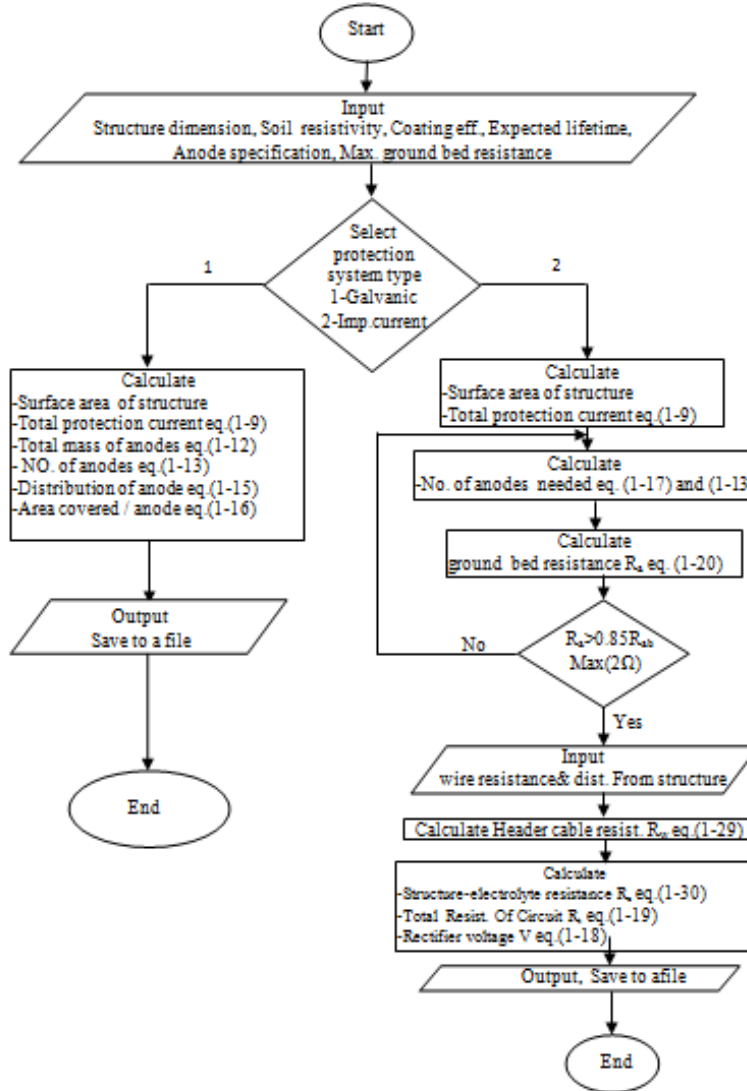 Start
Input
Structure dimension, Soil resistivity, Coating eff., Expected lifetime,
Anode specification, Max. ground bed resistance
Select
protection
system type
1-Galvanic
2-Imp.current
1
2
Calculate
-Surface area of structure
-Total protection current eq.(1-9)
-Total mass of anodes eq.(1-12)
- NO. of anodes eq.(1-13)
-Distribution of anode eq.(1-15)
-Area covered / anode eq.(1-16)
Output
Save to a file
End
Calculate
-Surface area of structure
-Total protection current eq.(1-9)
Calculate
-No. of anodes needed eq. (1-17) and (1-13
Calculate
ground bed resistance Rₐ eq. (1-20)
Rₐ>0.85Rₐb
Max(2Ω)
No
Yes
Input
wire resistance& dist. From structure
Calculate Header cable resist. eq.(1-29)
Calculate
-Structure-electrolyte resistance eq.(1-30)
-Total Resist. Of Circuit eq.(1-19)
-Rectifier voltage V eq.(1-18)
Output, Save to afile
End